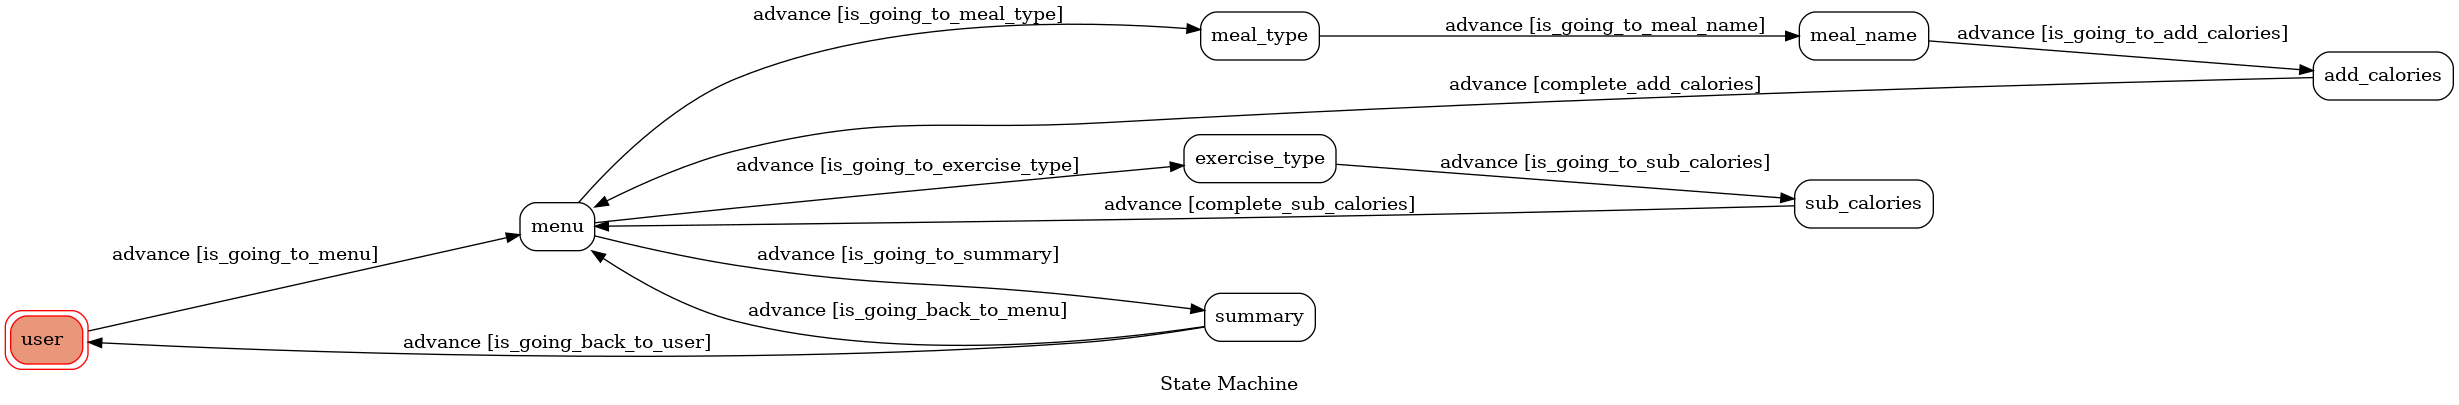 advance [is_going_to_meal_type]
meal_type
advance [is_going_to_meal_name]
meal_name
advance [is_going_to_add_calories]
add_calories
advance [complete_add_calories]
advance [is_going_to_exercise_type]
exercise_type
advance [is_going_to_sub_calories]
sub_calories
advance [complete_sub_calories]
menu
advance [is_going_to_menu]
advance [is_going_to_summary]
summary
advance [is_going_back_to_menu]
user
advance [is_going_back_to_user]
State Machine